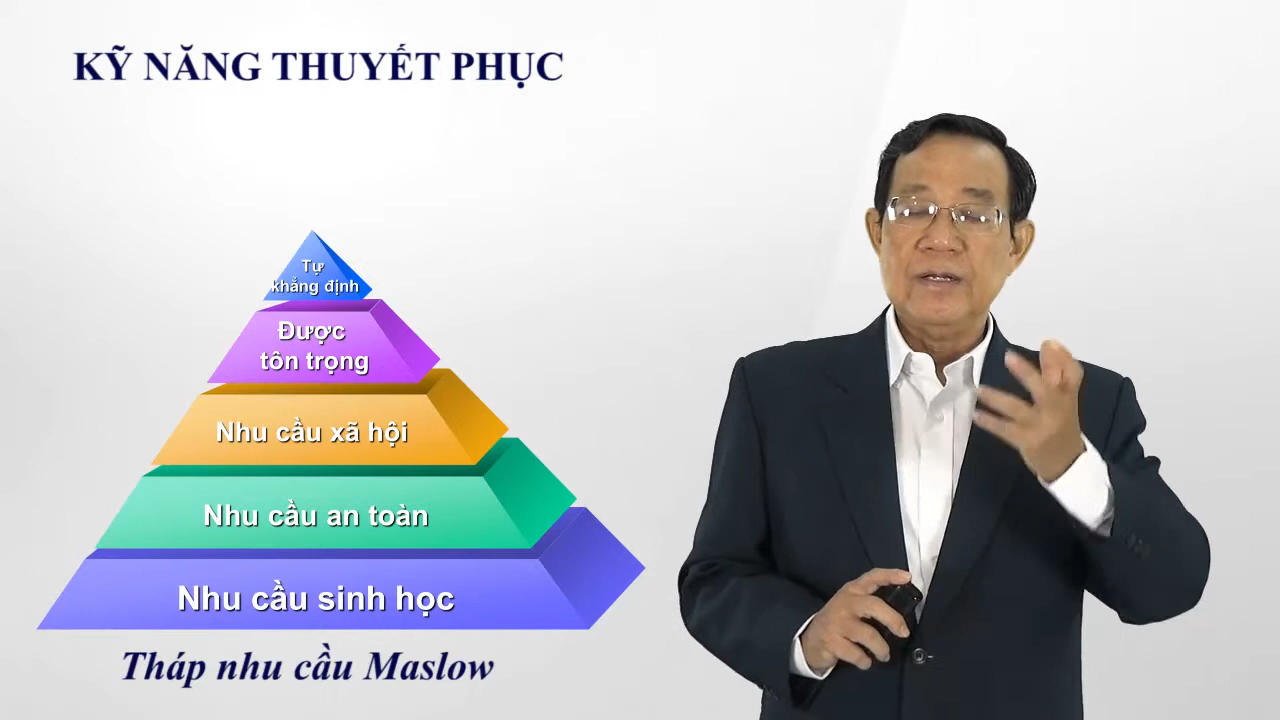 KỸ NĂNG THUYẾT PHỤC
Tự
khẳng định
Được
tôn trọng
Nhu cầu xã hội
Nhu cầu an toàn
Nhu cầu sinh học
Tháp nhu cầu Maslow